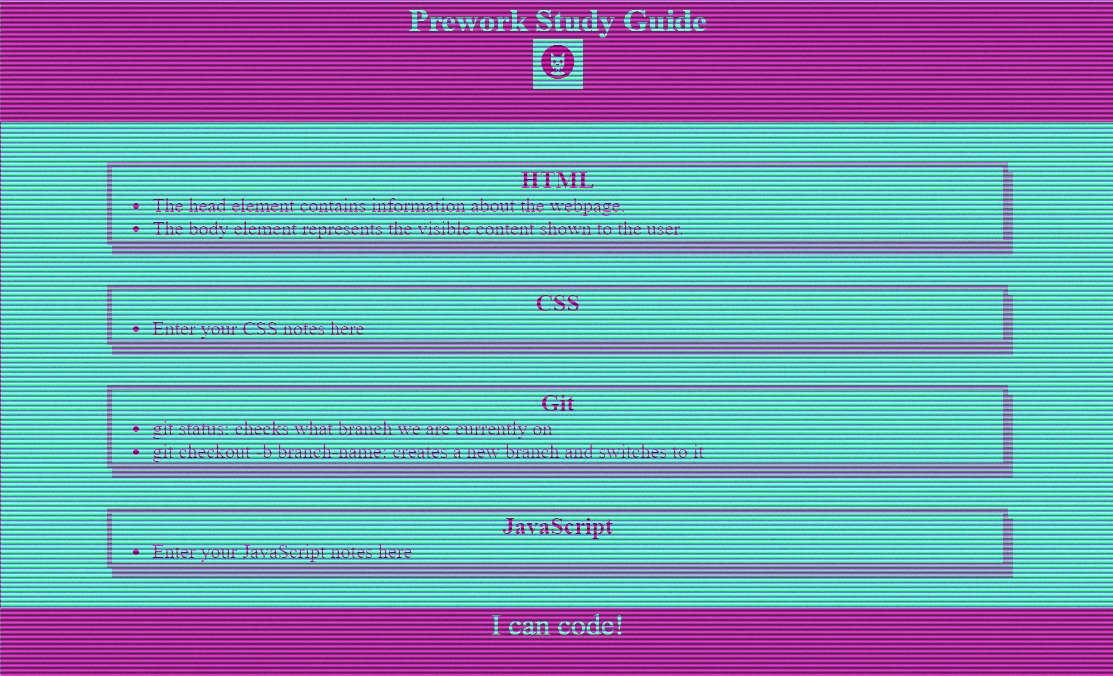 Prework Study Guide
HTML
The head element contains information about the webpage.
The body element represents the visible content shown to the user.
CSS
Enter your CSS notes here
Git
git status: checks what branch we are currently on
git checkout -b branch-name: creates a new branch and switches to it
JavaScript
Enter your JavaScript notes here
I can code!